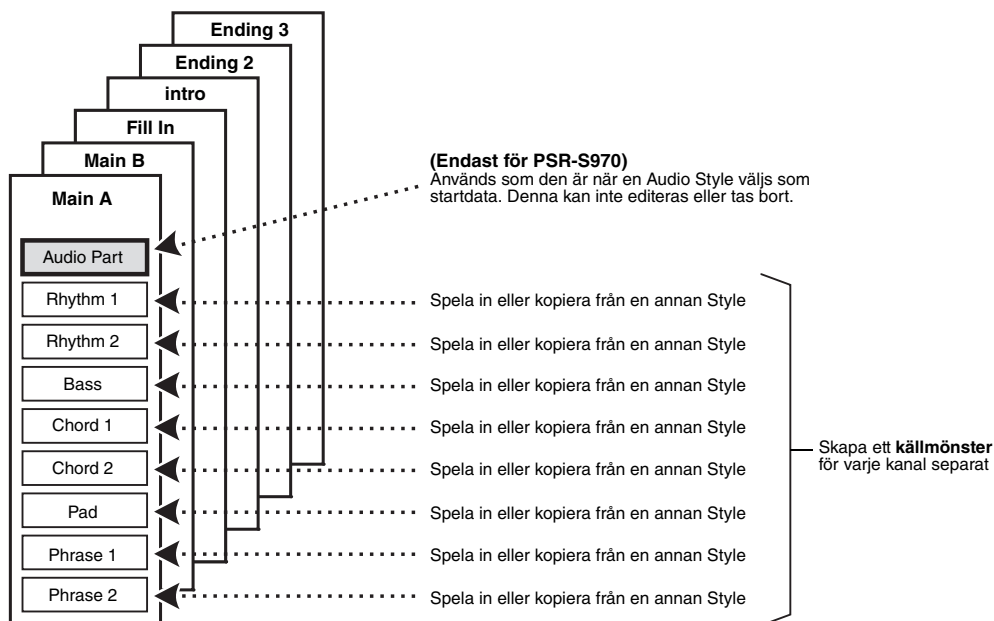 Ending 3
Ending 2
intro
Fill In
Main B
Main A
(Endast för PSR-S970)
Används som den är när en Audio Style väljs som
startdata. Denna kan inte editeras eller tas bort.
Audio Part
Rhythm 1
Spela in eller kopiera från en annan Style
Rhythm 2
Spela in eller kopiera från en annan Style
Bass
Spela in eller kopiera från en annan Style
Chord 1
Spela in eller kopiera från en annan Style
Chord 2
Spela in eller kopiera från en annan Style
Pad
Spela in eller kopiera från en annan Style
Phrase 1
Spela in eller kopiera från en annan Style
Phrase 2
Spela in eller kopiera från en annan Style
Skapa ett källmönster
för varje kanal separat